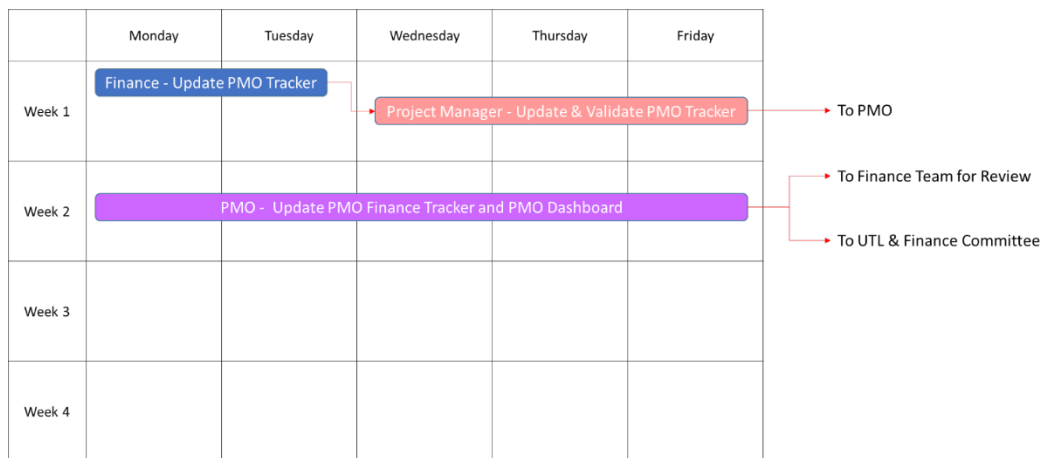 Monday Tuesday Wednesday Thursday Friday
Week 1
Finance - Update PMO Tracker
Project Manager - Update & Validate PMO Tracker
To PMO
Week 2
PMO -  Update PMO Finance Tracker and PMO Dashboard
To Finance Team for Review
To UTL & Finance Committee
Week 3
Week 4